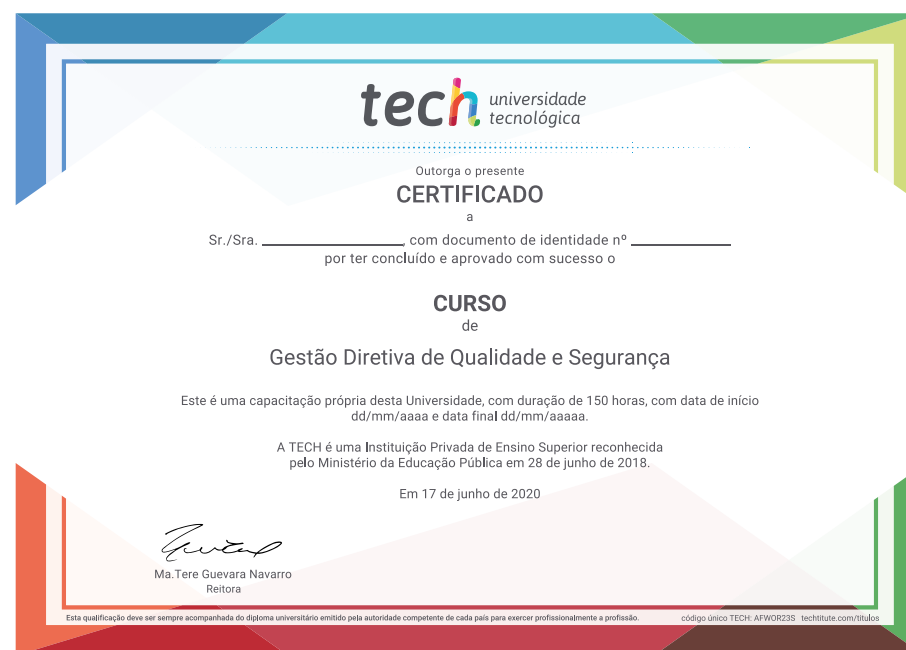 tech universidade
tecnológica
Outorga o presente
CERTIFICADO
a
Sr./Sra. ____________, com documento de identidade nº ____________
por ter concluído e aprovado com sucesso o
CURSO
de
Gestão Diretiva de Qualidade e Segurança
Este é uma capacitação própria desta Universidade, com duração de 150 horas, com data de início
dd/mm/aaaa e data final dd/mm/aaaaa.
A TECH é uma Instituição Privada de Ensino Superior reconhecida
pelo Ministério da Educação Pública em 28 de junho de 2018.
Em 17 de junho de 2020
Ma.Tere Guevara Navarro
Reitora
Esta qualificação deve ser sempre acompanhada do diploma universitário emitido pela autoridade competente de cada país para exercer profissionalmente a profissão.
código único TECH: AFWOR23S techtitute.com/titulos